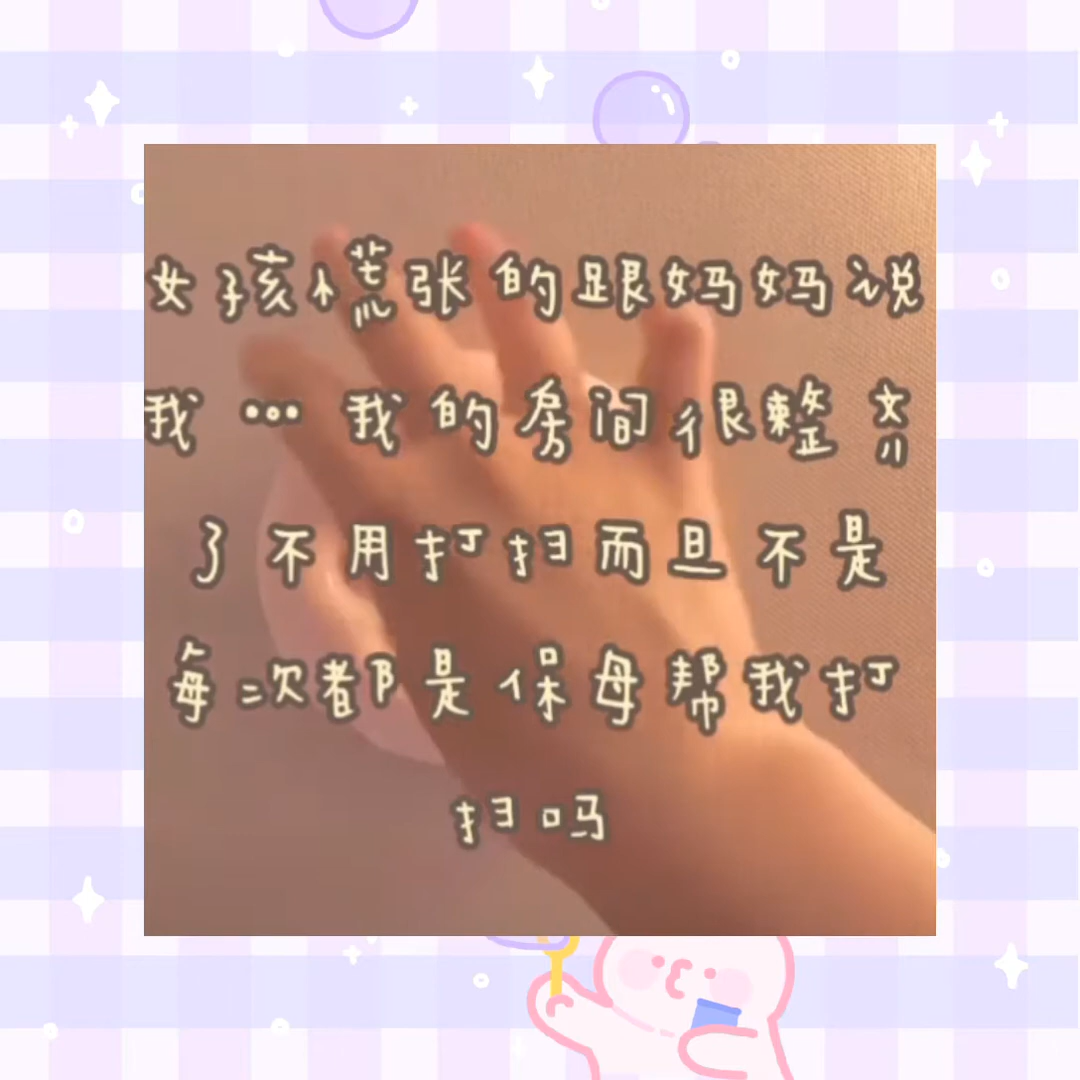 女孩慌张的跟妈妈说
我…我的房间很整齐
了不用打扫而且不是
每次都是保母帮我打
扫吗